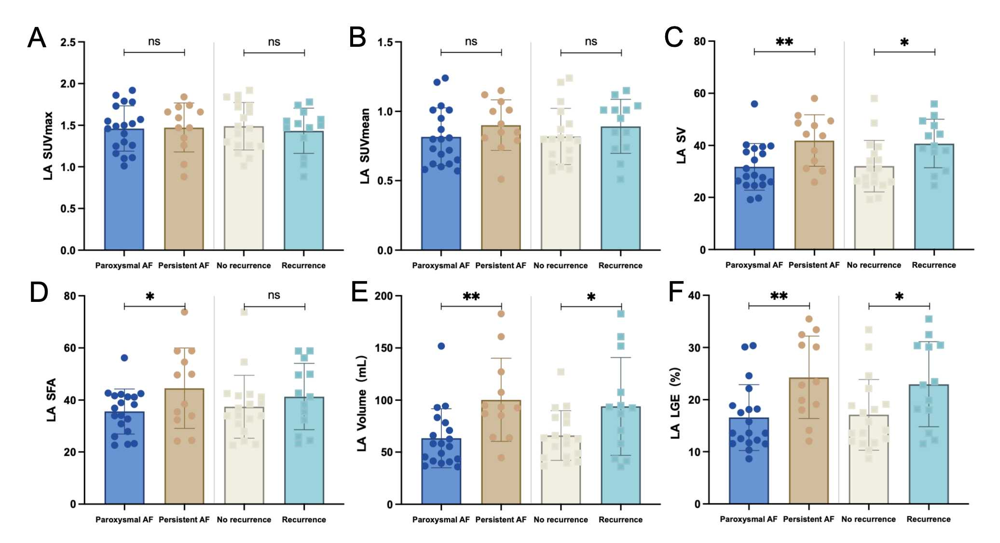 A
LA SUVmax
2.5
2.0
1.5
1.0
0.5
0.0
ns
ns
Paroxysmal AF Persistent AF No recurrence Recurrence
B
LA SUVmean
1.5
1.0
0.5
0.0
ns
ns
Paroxysmal AF Persistent AF No recurrence Recurrence
C
LA SV
80
60
40
20
0
**
*
Paroxysmal AF Persistent AF No recurrence Recurrence
D
LA SFA
80
60
40
20
0
*
ns
Paroxysmal AF Persistent AF No recurrence Recurrence
E
LA Volume (mL)
200
150
100
50
0
**
*
Paroxysmal AF Persistent AF No recurrence Recurrence
F
LA LGE (%)
40
30
20
10
0
**
*
Paroxysmal AF Persistent AF No recurrence Recurrence